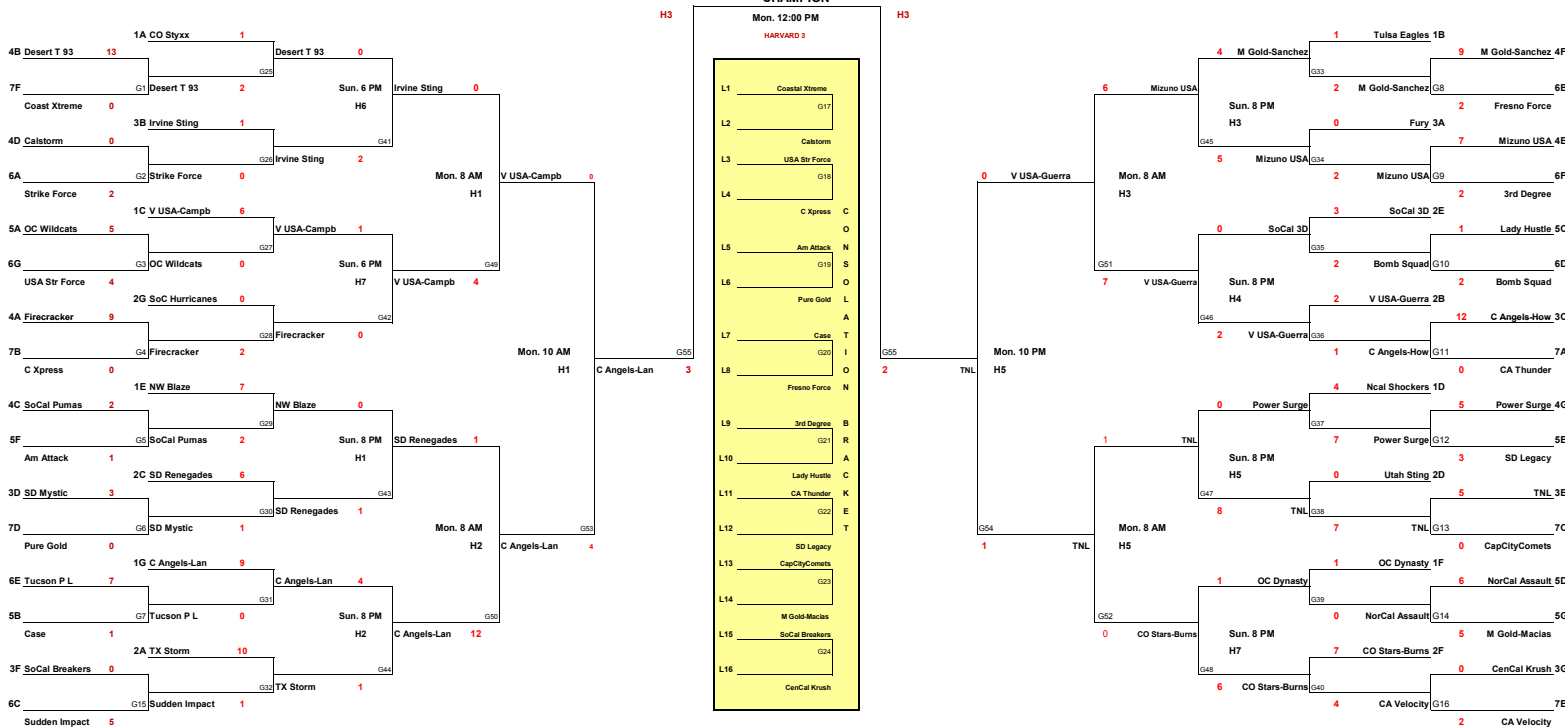 CHAMPION
H3 Mon. 12:00 PM H3
HARVARD 3
1A CO Styxx 1
4B Desert T 93 13 Desert T 93 0
G25
7F G1 Desert T 93 2 Sun. 6 PM Irvine Sting 0
Coast Xtreme 0 H6
3B Irvine Sting 1
4D Calstorm 0 G41
G26 Irvine Sting 2
6A G2 Strike Force 0 Mon. 8 AM V USA-Campb 0
Strike Force 2 H1
1C V USA-Campb 6
5A OC Wildcats 5 V USA-Campb 1
G27
6G G3 OC Wildcats 0 Sun. 6 PM G49
USA Str Force 4 H7 V USA-Campb 4
2G SoC Hurricanes 0
4A Firecracker 9 G42
G28 Firecracker 0
7B G4 Firecracker 2 Mon. 10 AM G55
C Xpress 0 H1 C Angels-Lan 3
1E NW Blaze 7
4C SoCal Pumas 2 NW Blaze 0
G29
5F G5 SoCal Pumas 2 Sun. 8 PM SD Renegades 1
Am Attack 1 H1
2C SD Renegades 6
3D SD Mystic 3 G43
G30 SD Renegades 1
7D G6 SD Mystic 1 Mon. 8 AM G53
Pure Gold 0 H2 C Angels-Lan 4
1G C Angels-Lan 9
6E Tucson P L 7 C Angels-Lan 4
G31
5B G7 Tucson P L 0 Sun. 8 PM G50
Case 1 H2 C Angels-Lan 12
2A TX Storm 10
3F SoCal Breakers 0 G44
G32 TX Storm 1
6C G15 Sudden Impact 1
Sudden Impact 5
L1 Coastal Xtreme
G17
L2
Calstorm
L3 USA Str Force
G18
L4
C Xpress
L5 Am Attack
G19
L6
Pure Gold
L7 Case
G20
L8
Fresno Force
L9 3rd Degree
G21
L10
Lady Hustle
L11 CA Thunder
G22
L12
SD Legacy
L13 CapCityComets
G23
L14
M Gold-Macias
L15 SoCal Breakers
G24
L16
CenCal Krush
C
O
N
S
O
L
A
T
I
O
N
B
R
A
C
K
E
T
1 Tulsa Eagles 1B
4 M Gold-Sanchez 9 M Gold-Sanchez 4F
G33
6 Mizuno USA 2 M Gold-Sanchez G8 6B
Sun. 8 PM 2 Fresno Force
H3 0 Fury 3A
G45 7 Mizuno USA 4E
5 Mizuno USA G34
0 V USA-Guerra Mon. 8 AM 2 Mizuno USA G9 6F
H3 2 3rd Degree
3 SoCal 3D 2E
0 SoCal 3D 1 Lady Hustle 5C
G35
G51 Sun. 8 PM 2 Bomb Squad G10 6D
7 V USA-Guerra H4 2 Bomb Squad
2 V USA-Guerra 2B
G46 12 C Angels-How 3C
2 V USA-Guerra G36
G55 Mon. 10 PM 1 C Angels-How G11 7A
2 TNL H5 0 CA Thunder
4 Ncal Shockers 1D
0 Power Surge 5 Power Surge 4G
G37
1 TNL 7 Power Surge G12 5E
Sun. 8 PM 3 SD Legacy
H5 0 Utah Sting 2D
G47 5 TNL 3E
8 TNL G38
G54 Mon. 8 AM 7 TNL G13 7C
1 TNL H5 0 CapCityComets
1 OC Dynasty 1F
1 OC Dynasty 6 NorCal Assault 5D
G39
G52 0 NorCal Assault G14 5G
0 CO Stars-Burns Sun. 8 PM 5 M Gold-Macias
H7 7 CO Stars-Burns 2F
G48 0 CenCal Krush 3G
6 CO Stars-Burns G40
4 CA Velocity G16 7E
2 CA Velocity